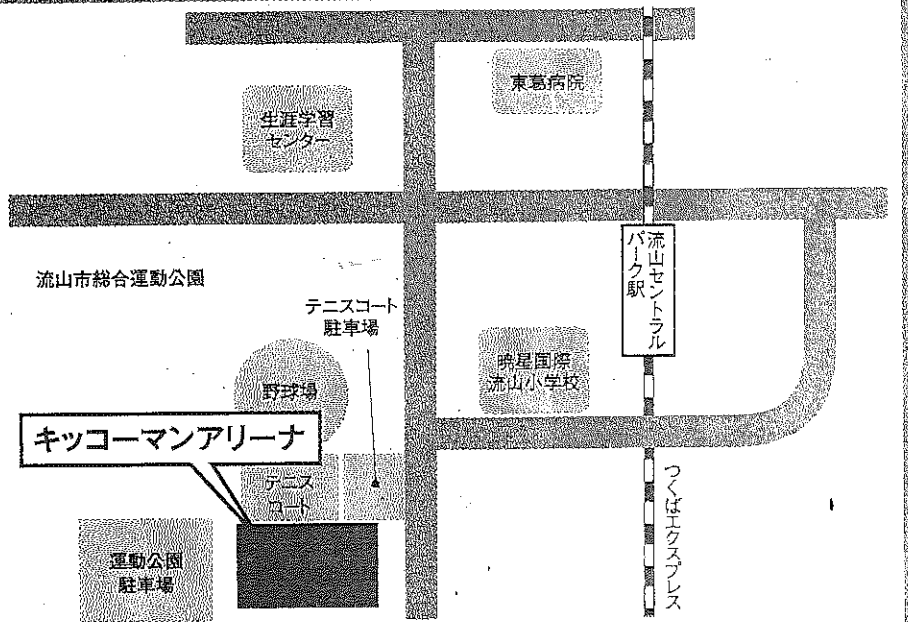 東葛病院
生涯学習
センター
流山セントラル
パーク駅
流山市総合運動公園
テニスコート
駐車場
暁星国際
流山小学校
野球場
キッコーマンアリーナ
テニス
コート
つくばエクスプレス
運動公園
駐車場